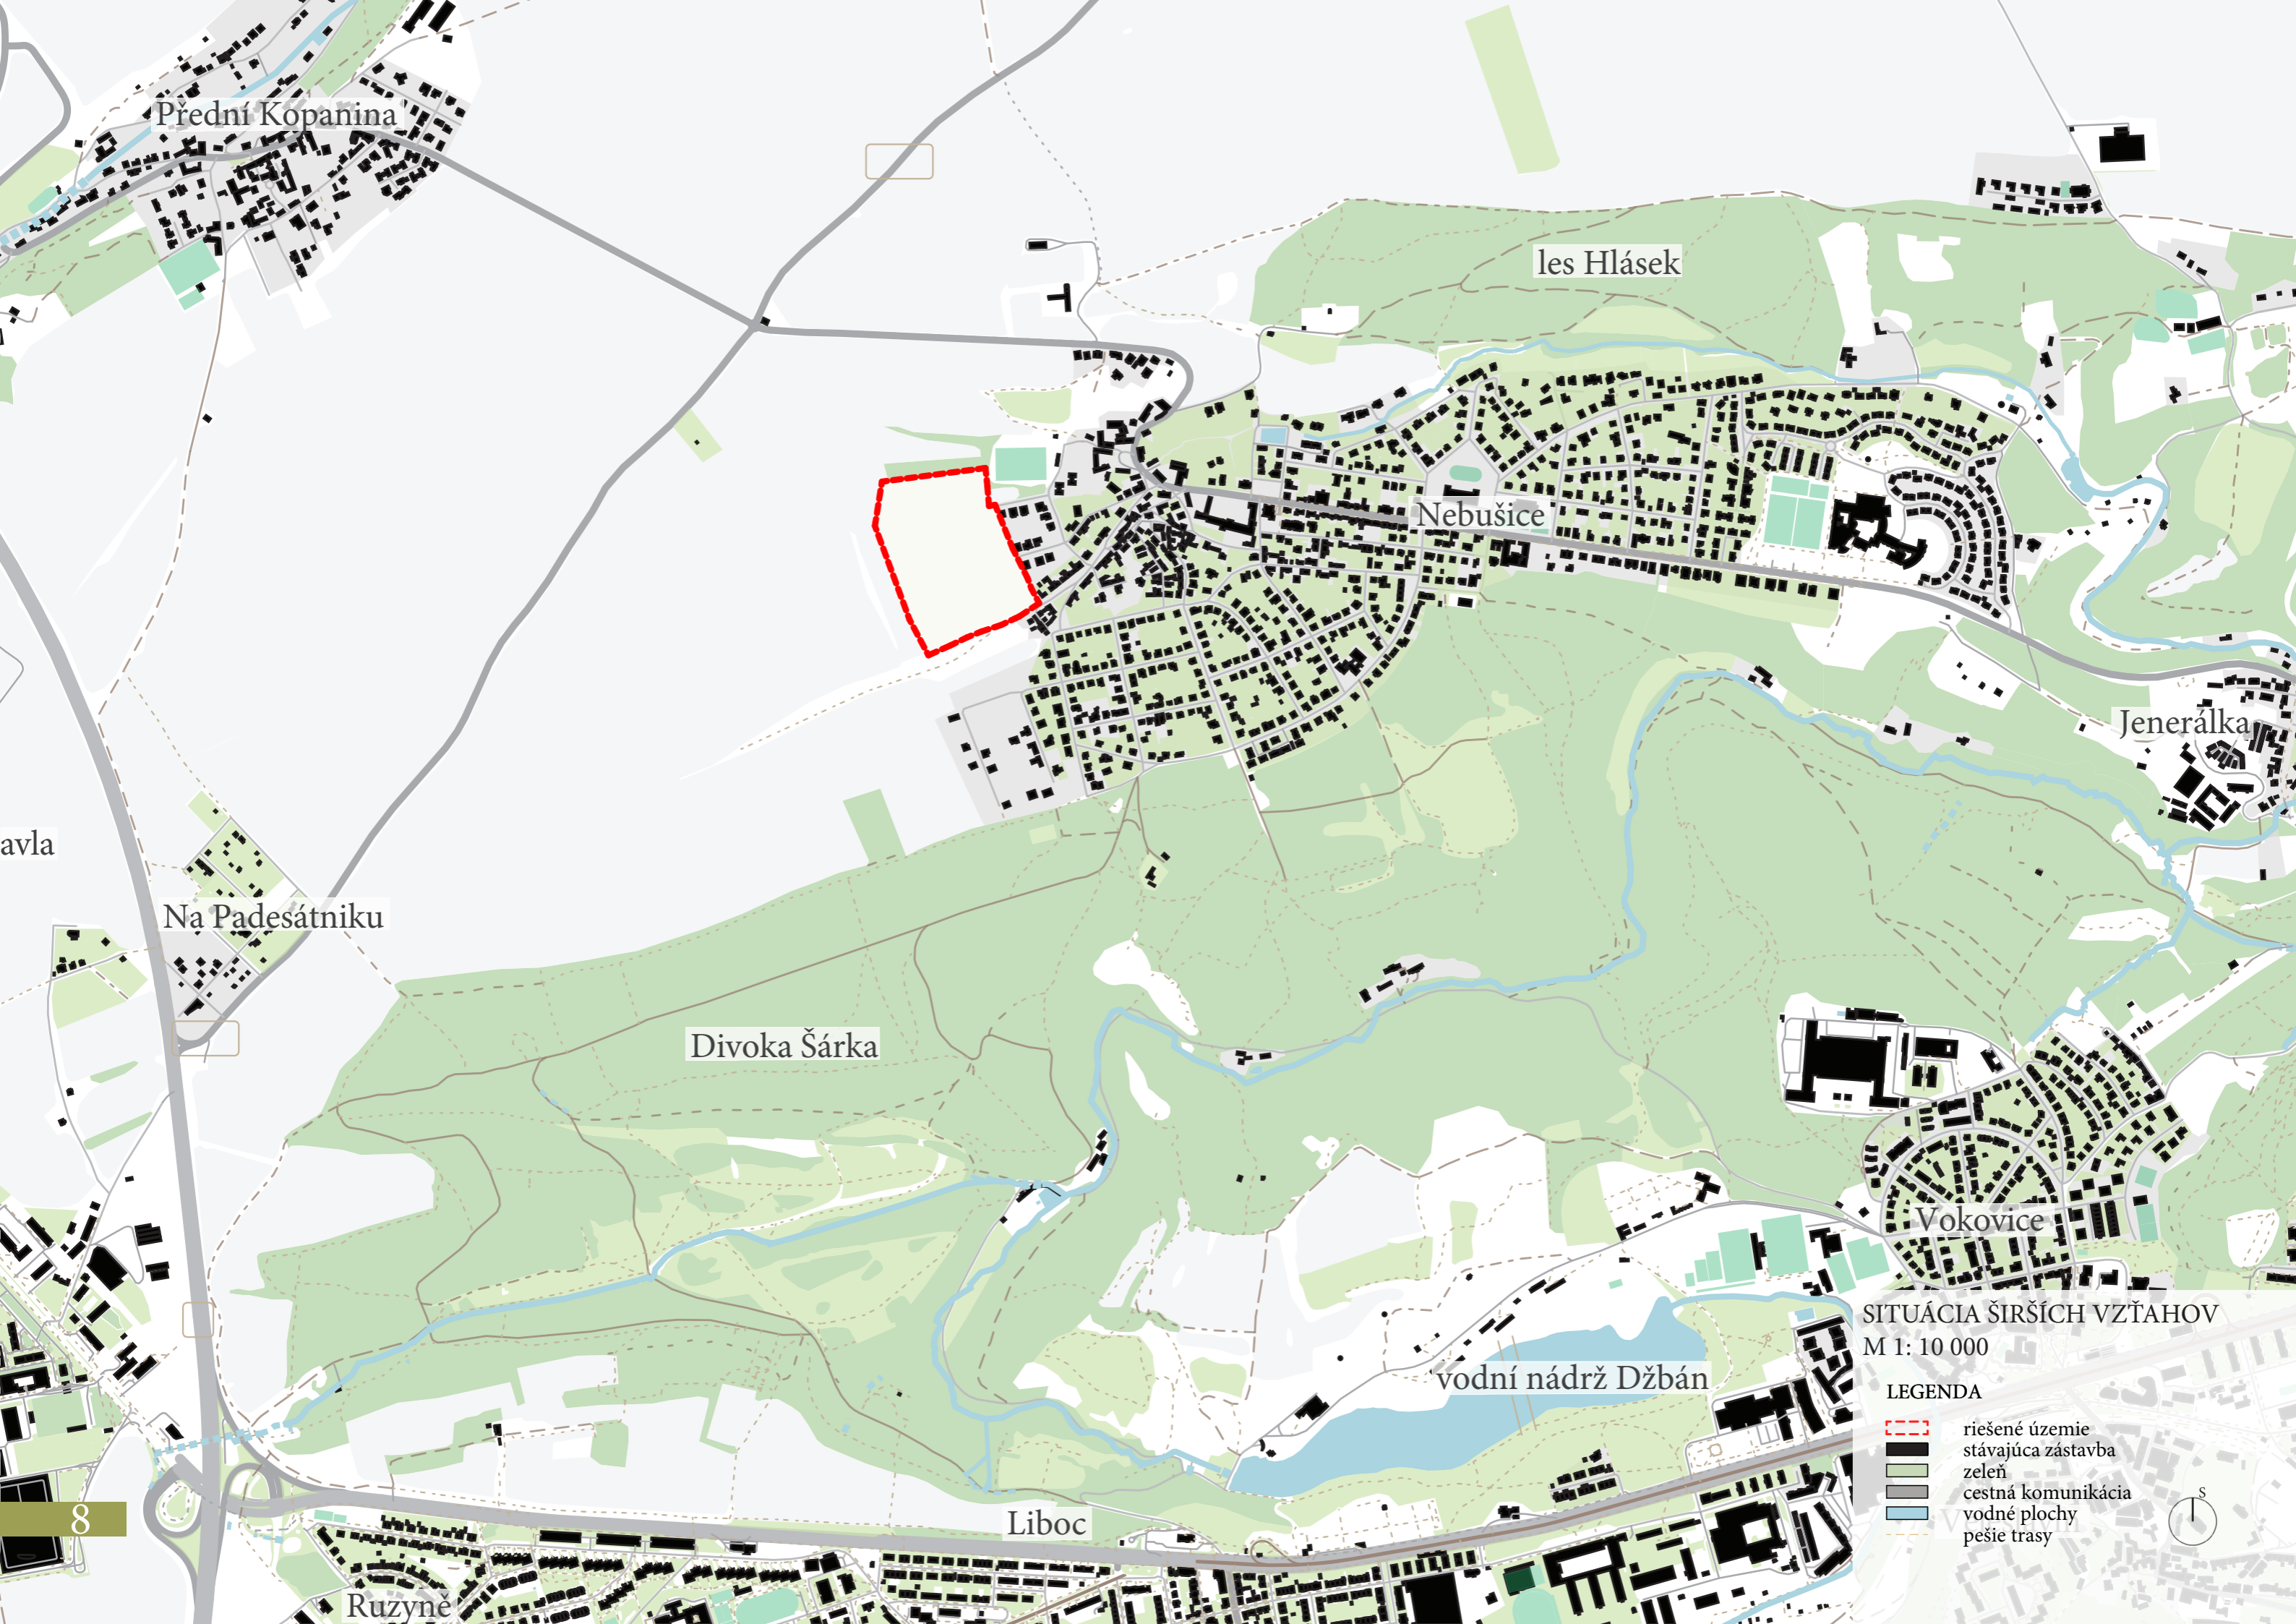 Přední Kopanina
les Hlásek
Nebušice
Jenerálka
avla
Na Padesátniku
Divoka Šárka
Vokovice
vodní nádrž Džbán
Liboc
Ruzyně
8
SITUÁCIA ŠIRŠÍCH VZŤAHOV
M 1: 10 000
LEGENDA
riešené územie
stávajúca zástavba
zeleň
cestná komunikácia
vodné plochy
pešie trasy
S